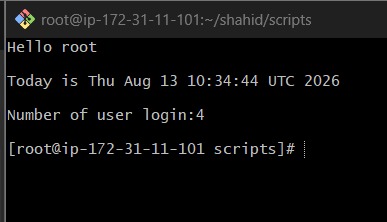 root@ip-172-31-11-101:~/shahid/scripts
Hello root
Today is Thu Aug 13 10:34:44 UTC 2026
Number of user login:4
[root@ip-172-31-11-101 scripts]#